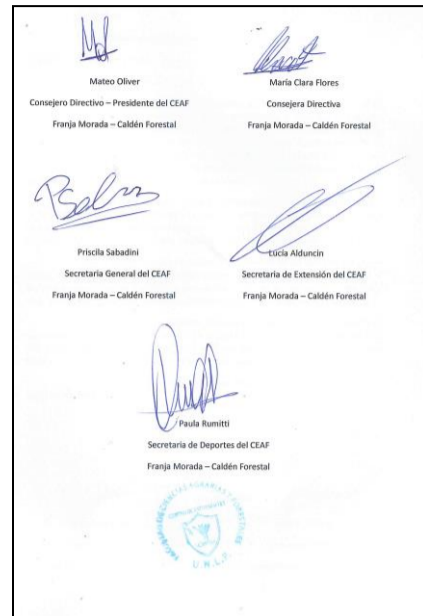 Mateo Oliver
Consejero Directivo – Presidente del CEAF
Franja Morada – Caldén Forestal
María Clara Flores
Consejera Directiva
Franja Morada – Caldén Forestal
Priscila Sabadini
Secretaria General del CEAF
Franja Morada – Caldén Forestal
Lucía Alduncin
Secretaria de Extensión del CEAF
Franja Morada – Caldén Forestal
Paula Rumitti
Secretaria de Deportes del CEAF
Franja Morada – Caldén Forestal
U.N.L.P.